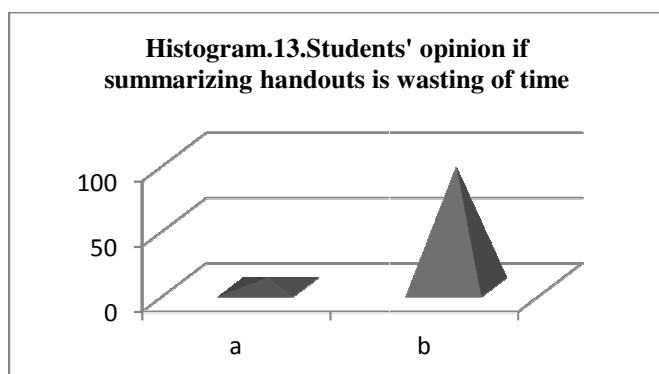 Histogram.13.Students' opinion if
summarizing handouts is wasting of time
100
50
0
a b